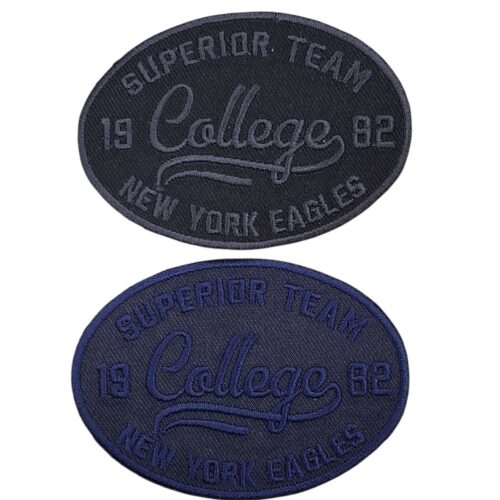 SUPERIOR TEAM
19 College 82
NEW YORK EAGLES
SUPERIOR TEAM
19 College 82
NEW YORK EAGLES